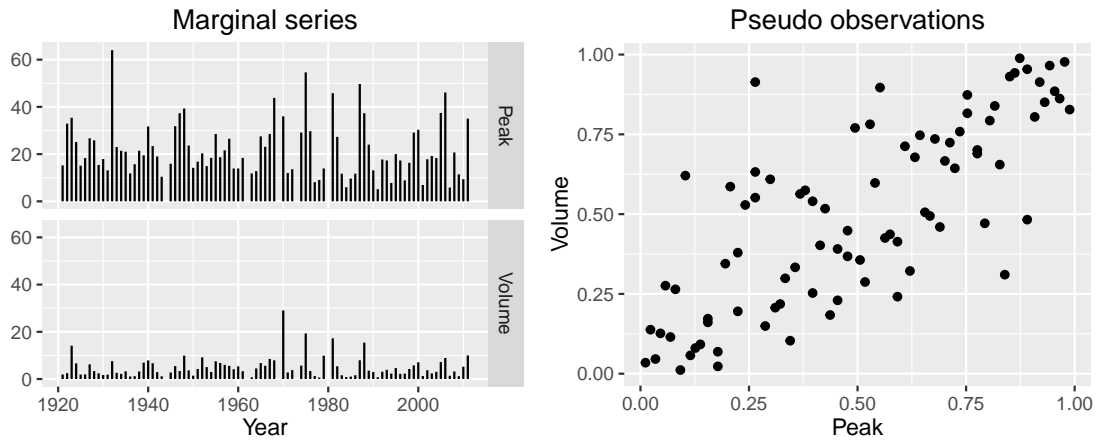 Marginal series
60
40
20
0
Peak
60
40
20
0
Volume
1920 1940 1960 1980 2000
Year
Pseudo observations
1.00
0.75
0.50
0.25
0.00
Volume
0.00 0.25 0.50 0.75 1.00
Peak